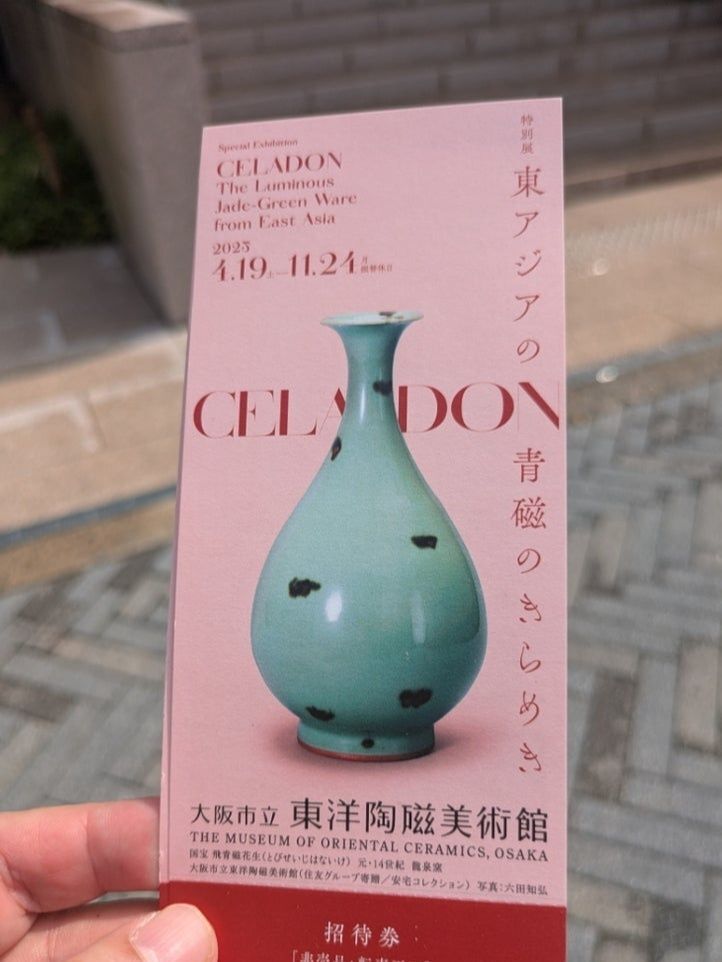 Special Exhibition
CELADON
The Luminous
Jade-Green Ware
from East Asia
2025
4.19土—11.24月振替休日
特別展
東アジアの
青磁のきらめき
CELADON
大阪市立 東洋陶磁美術館
THE MUSEUM OF ORIENTAL CERAMICS, OSAKA
国宝 飛青磁花生(とびせいじはないけ) 元・14世紀 龍泉窯
大阪市立東洋陶磁美術館(住友グループ寄贈/安宅コレクション) 写真:六田知弘
招待券